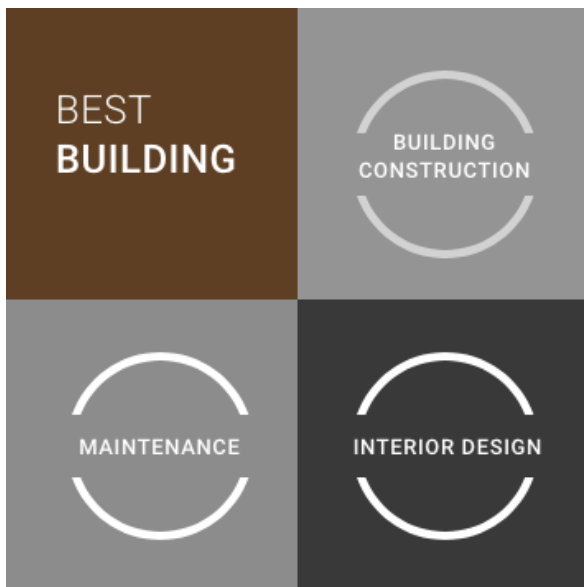 BEST
BUILDING
BUILDING
CONSTRUCTION
MAINTENANCE
INTERIOR DESIGN